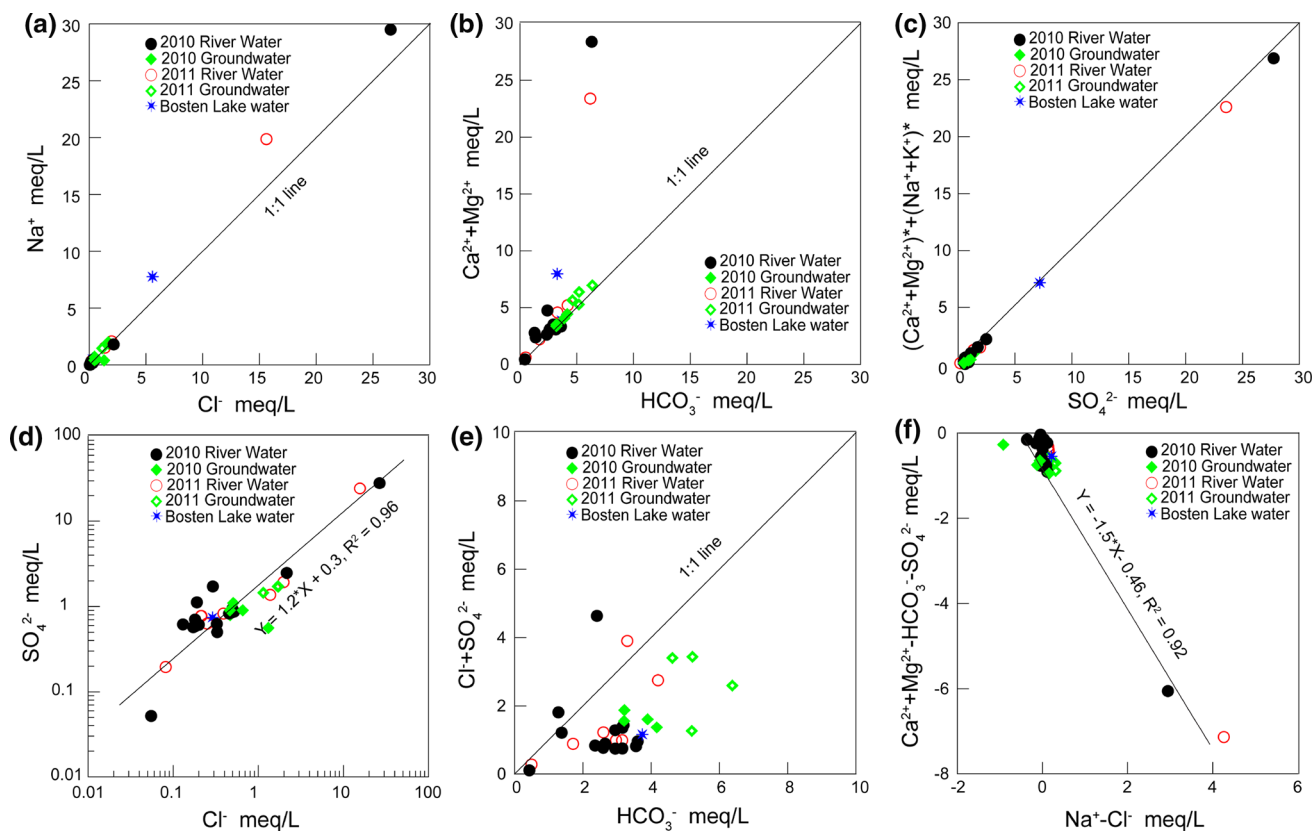 (a)
30
25
20
15
10
5
0
Na⁺ meq/L
2010 River Water
2010 Groundwater
2011 River Water
2011 Groundwater
Bosten Lake water
1:1 line
0 5 10 15 20 25 30
Cl⁻ meq/L
(b)
30
25
20
15
10
5
0
Ca²⁺+Mg²⁺ meq/L
1:1 line
2010 River Water
2010 Groundwater
2011 River Water
2011 Groundwater
Bosten Lake water
0 5 10 15 20 25 30
HCO₃⁻ meq/L
(c)
30
25
20
15
10
5
0
(Ca²⁺+Mg²⁺)*+(Na⁺+K⁺)* meq/L
2010 River Water
2010 Groundwater
2011 River Water
2011 Groundwater
Bosten Lake water
0 5 10 15 20 25 30
SO₄²⁻ meq/L
(d)
100
10
1
0.1
0.01
SO₄²⁻ meq/L
2010 River Water
2010 Groundwater
2011 River Water
2011 Groundwater
Bosten Lake water
Y = 1.2*X + 0.3, R² = 0.96
0.01 0.1 1 10 100
Cl⁻ meq/L
(e)
10
8
6
4
2
0
Cl⁻+SO₄²⁻ meq/L
2010 River Water
2010 Groundwater
2011 River Water
2011 Groundwater
Bosten Lake water
1:1 line
0 2 4 6 8 10
HCO₃⁻ meq/L
(f)
0
-2
-4
-6
-8
Ca²⁺+Mg²⁺-HCO₃⁻-SO₄²⁻ meq/L
2010 River Water
2010 Groundwater
2011 River Water
2011 Groundwater
Bosten Lake water
Y = -1.5*X- 0.46, R² = 0.92
-2 0 2 4 6
Na⁺-Cl⁻ meq/L